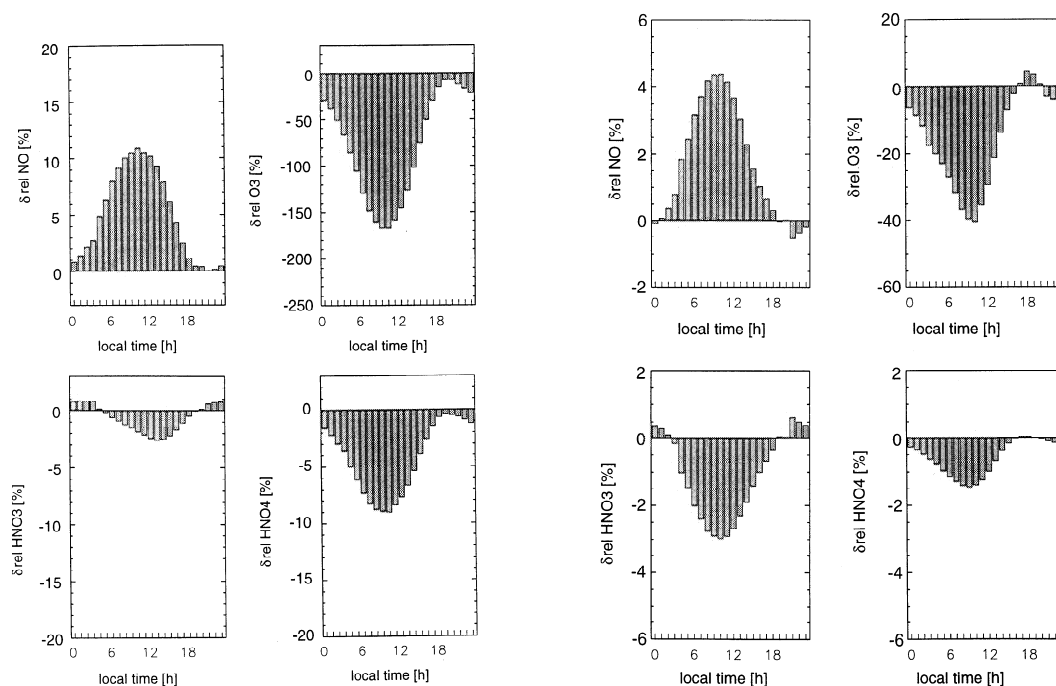 20
15
10
5
0
δrel NO [%]
0 6 12 18
local time [h]
0
-50
-100
-150
-200
-250
δrel O3 [%]
0 6 12 18
local time [h]
6
4
2
0
-2
δrel NO [%]
0 6 12 18
local time [h]
20
0
-20
-40
-60
δrel O3 [%]
0 6 12 18
local time [h]
0
-5
-10
-15
-20
δrel HNO3 [%]
0 6 12 18
local time [h]
0
-5
-10
-15
-20
δrel HNO4 [%]
0 6 12 18
local time [h]
2
0
-2
-4
-6
δrel HNO3 [%]
0 6 12 18
local time [h]
2
0
-2
-4
-6
δrel HNO4 [%]
0 6 12 18
local time [h]